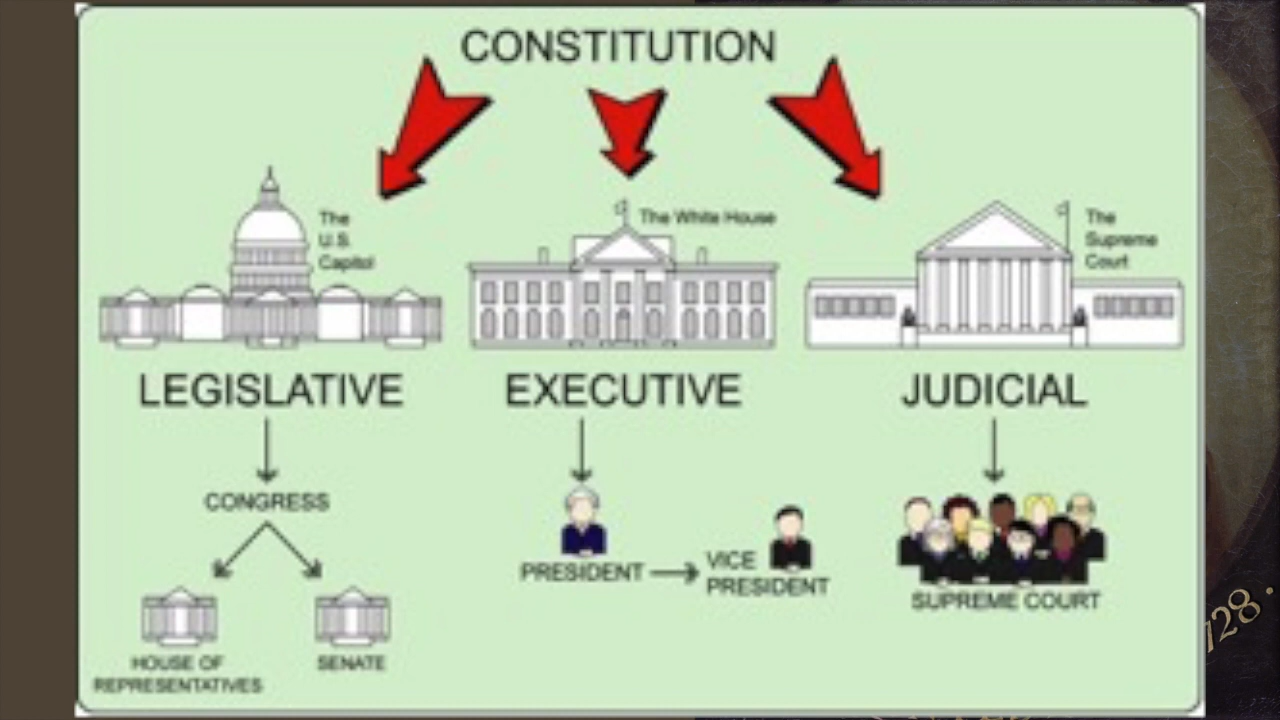 CONSTITUTION
The
U.S.
Capitol
The White House
The
Supreme
Court
LEGISLATIVE
EXECUTIVE
JUDICIAL
CONGRESS
PRESIDENT
VICE
PRESIDENT
SUPREME COURT
HOUSE OF
REPRESENTATIVES
SENATE
1728.